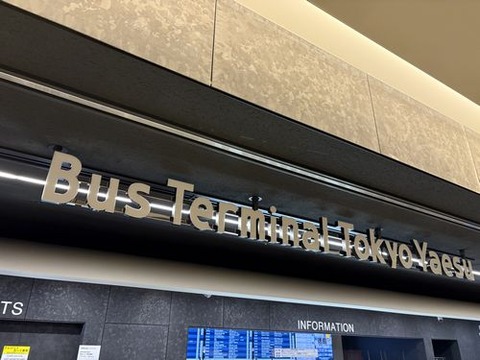 Bus Terminal Tokyo Yaesu
TS
INFORMATION